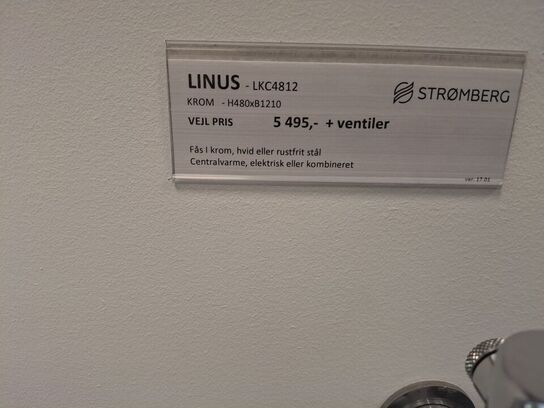 LINUS - LKC4812
STRØMBERG
KROM - H480xB1210
VEJL PRIS 5 495,- + ventiler
Fås I krom, hvid eller rustfrit stål
Centralvarme, elektrisk eller kombineret
ver. 17.01